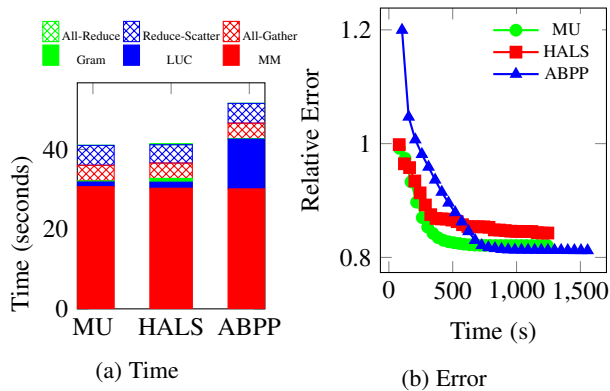 All-Reduce Reduce-Scatter All-Gather
Gram LUC MM
Time (seconds)
40
20
0
MU HALS ABPP
(a) Time
Relative Error
1.2
1
0.8
MU
HALS
ABPP
0 500 1,000 1,500
Time (s)
(b) Error